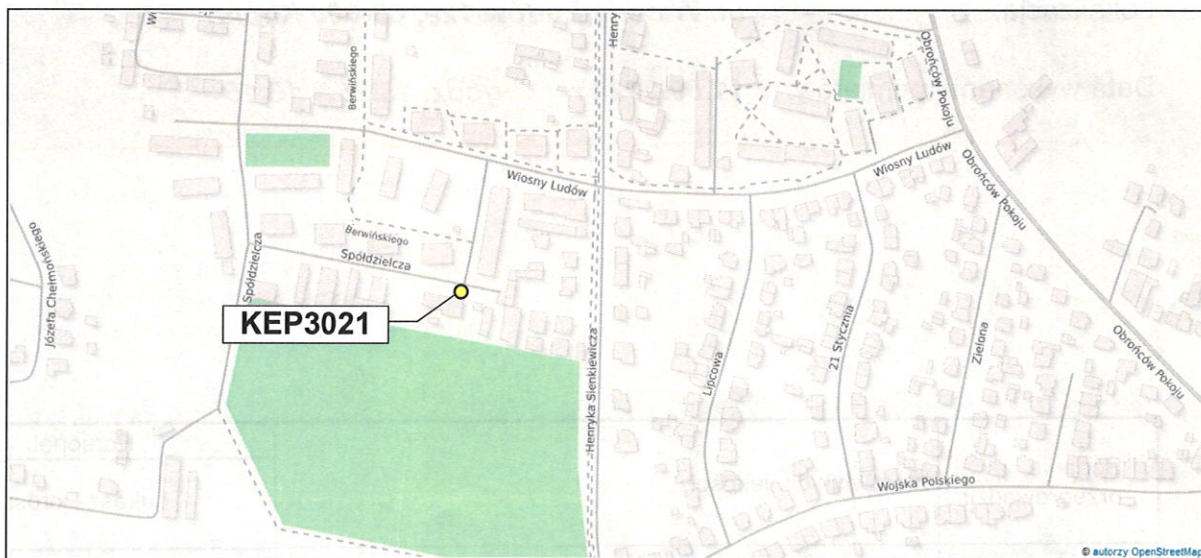 Henry
Obrońców Pokoju
Berwińskiego
Obrońców Pokoju
Wiosny Ludów
Wiosny Ludów
Berwińskiego
Spółdzielcza
Spółdzielcza
Józefa Chełmońskiego
KEP3021
Henryka Sienkiewicza
Lipcowa
21 Stycznia
Zielona
Obrońców Pokoju
Wojska Polskiego
© autorzy OpenStreetMap